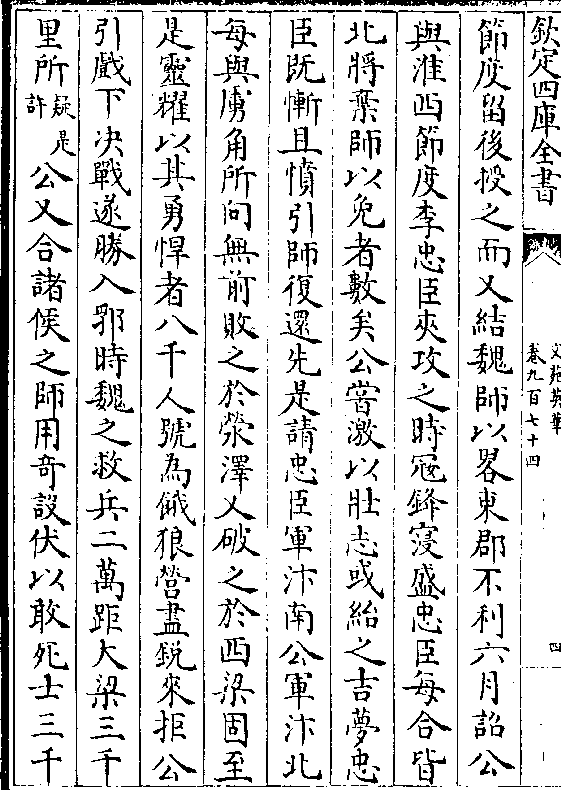 欽定四庫全書
文苑英華
卷九百七十四
四
節度留後授之而又結魏師以畧東郡不利六月詔公
與淮西節度李忠臣夾攻之時冦鋒寖盛忠臣每合皆
北將棄師以免者數矣公嘗激以壯志或紿之吉夢忠
臣既慚且憤引師復還先是請忠臣軍汴南公軍汴北
每與虜角所向無前敗之於滎澤乂破之於西梁固至
是靈耀以其勇悍者八千人號為餓狼營盡鋭來拒公
引戲下決戰遂勝入郛時魏之救兵二萬距大梁三千
里所疑是許公又合諸侯之師用竒設伏以敢死士三千